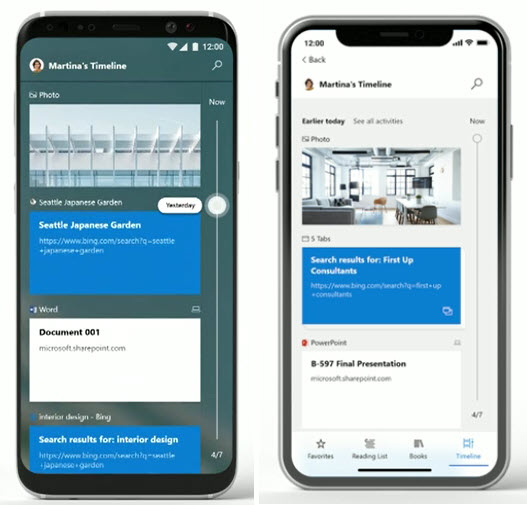 12:00
Martina's Timeline
Now
Photo
Seattle Japanese Garden
Yesterday
Seattle Japanese Garden
https://www.bing.com/search?q=seattle
+japanese+garden
Word
Document 001
microsoft.sharepoint.com
interior design - Bing
Search results for: interior design
https://www.bing.com/search?q=seattle
+japanese+garden
4/7
12:00
< Back
Martina's Timeline
Earlier today
See all activities
Now
Photo
5 Tabs
Search results for: First Up
Consultants
https://www.bing.com/search?q=first+up
+consultants
PowerPoint
B-597 Final Presentation
microsoft.sharepoint.com
4/7
Favorites
Reading List
Books
Timeline